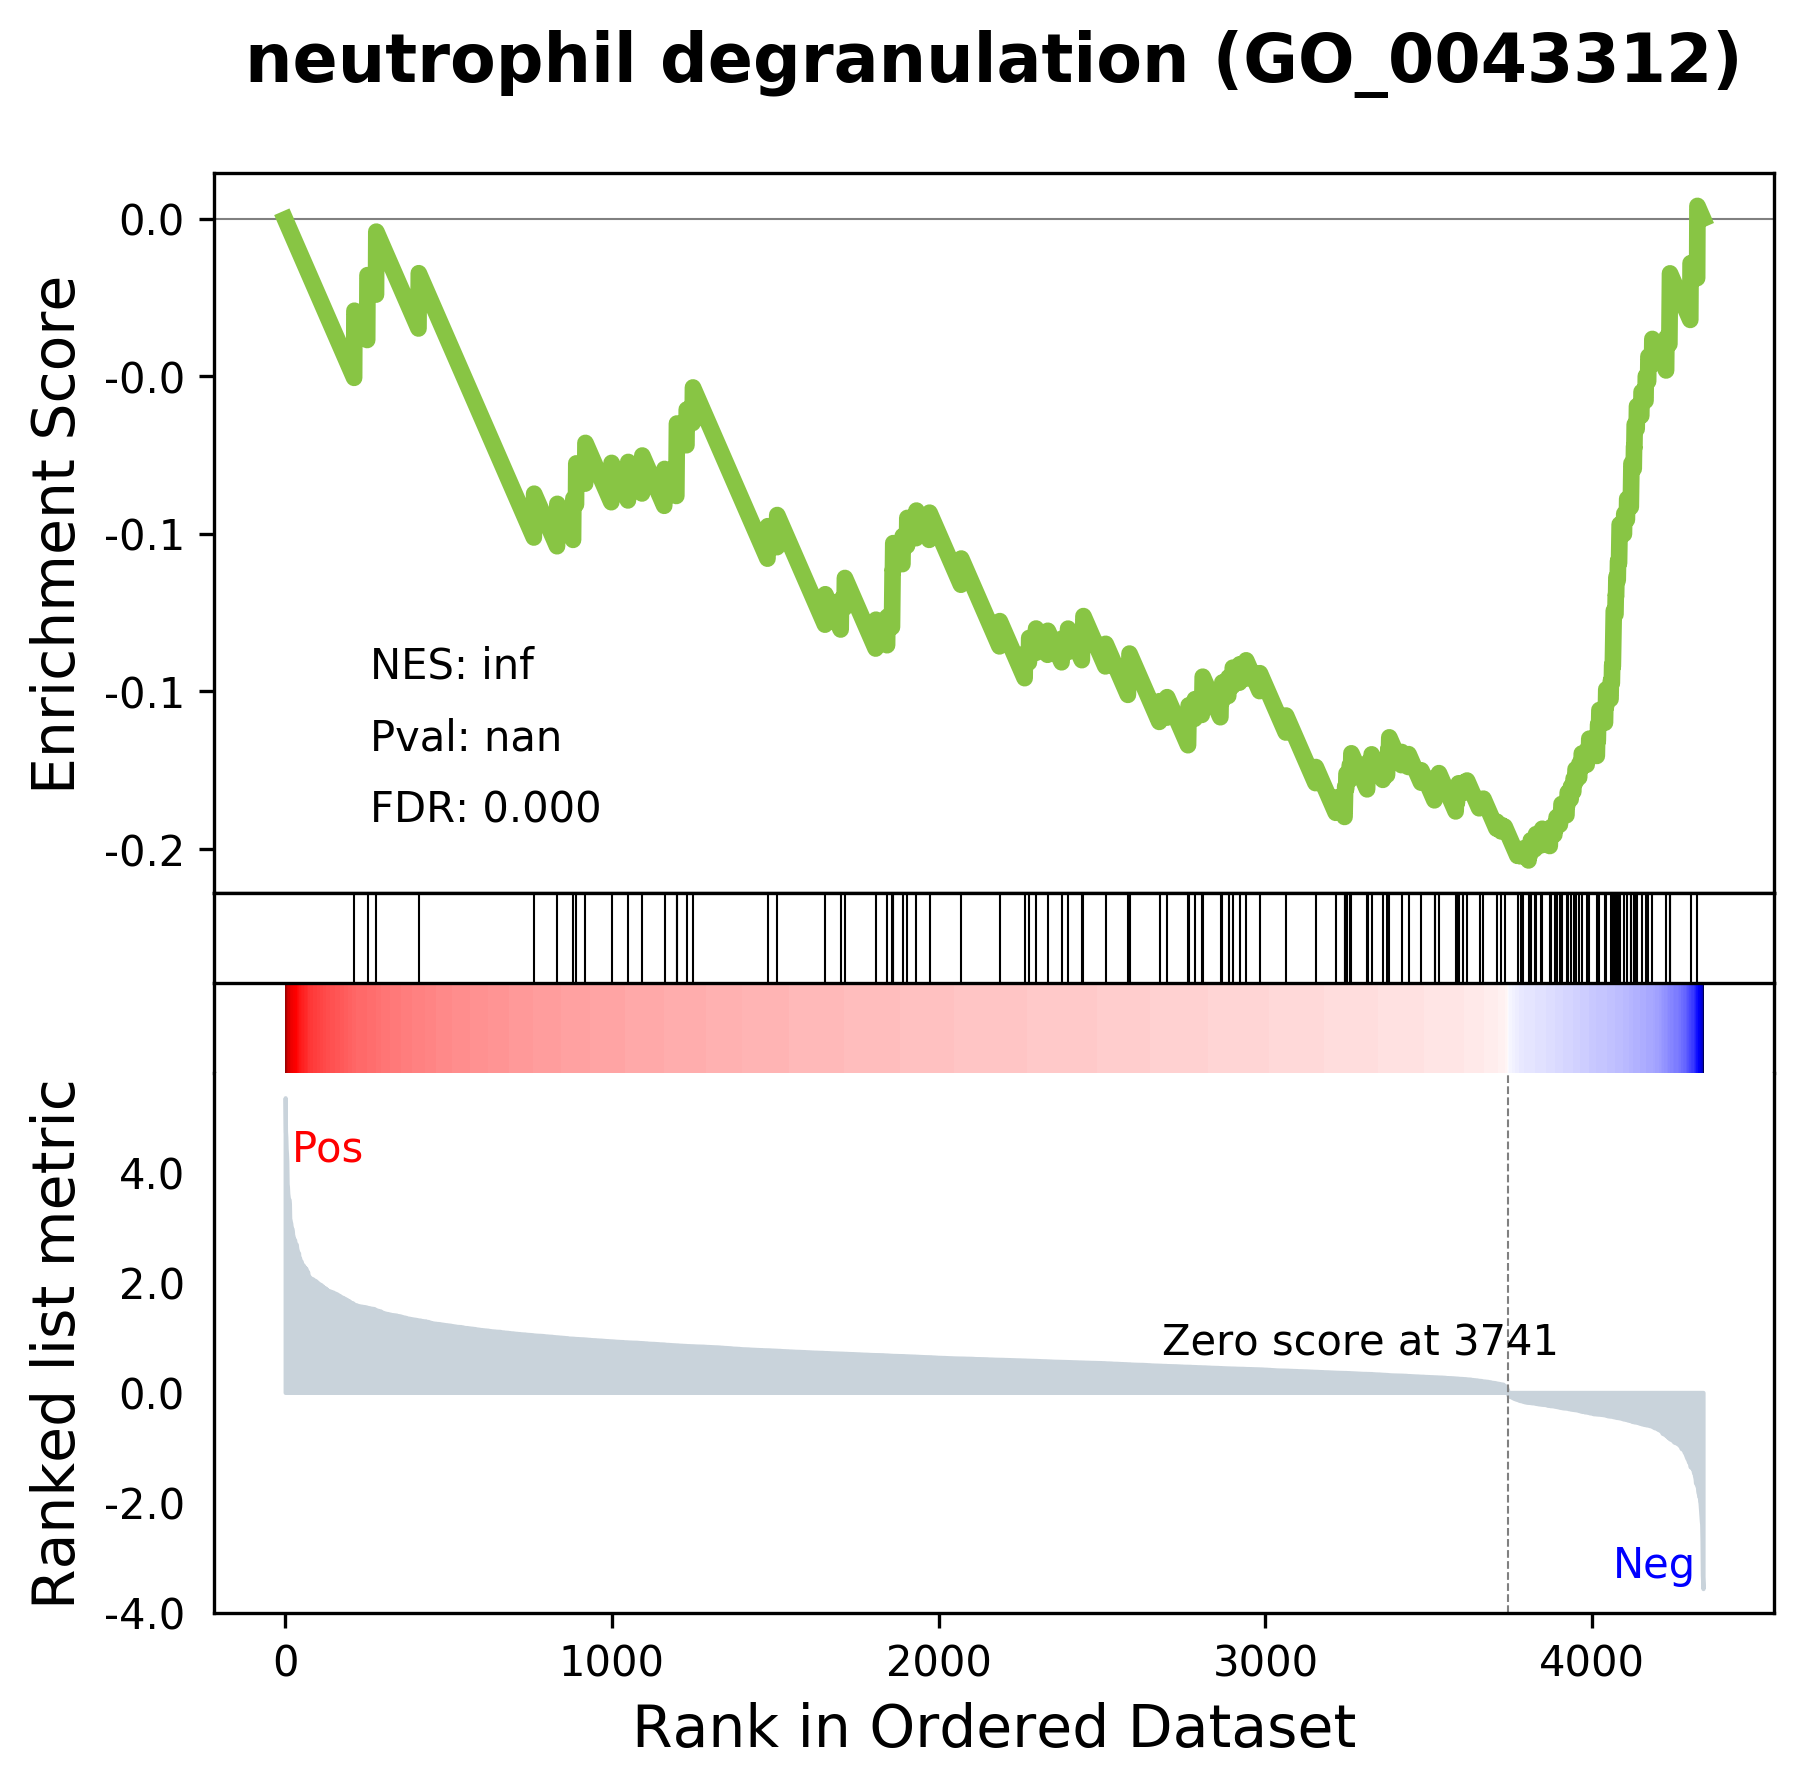 neutrophil degranulation (GO_0043312)
Enrichment Score
0.0
-0.0
-0.1
-0.1
-0.2
NES: inf
Pval: nan
FDR: 0.000
Ranked list metric
4.0
2.0
0.0
-2.0
-4.0
Pos
Zero score at 3741
Neg
0 1000 2000 3000 4000
Rank in Ordered Dataset